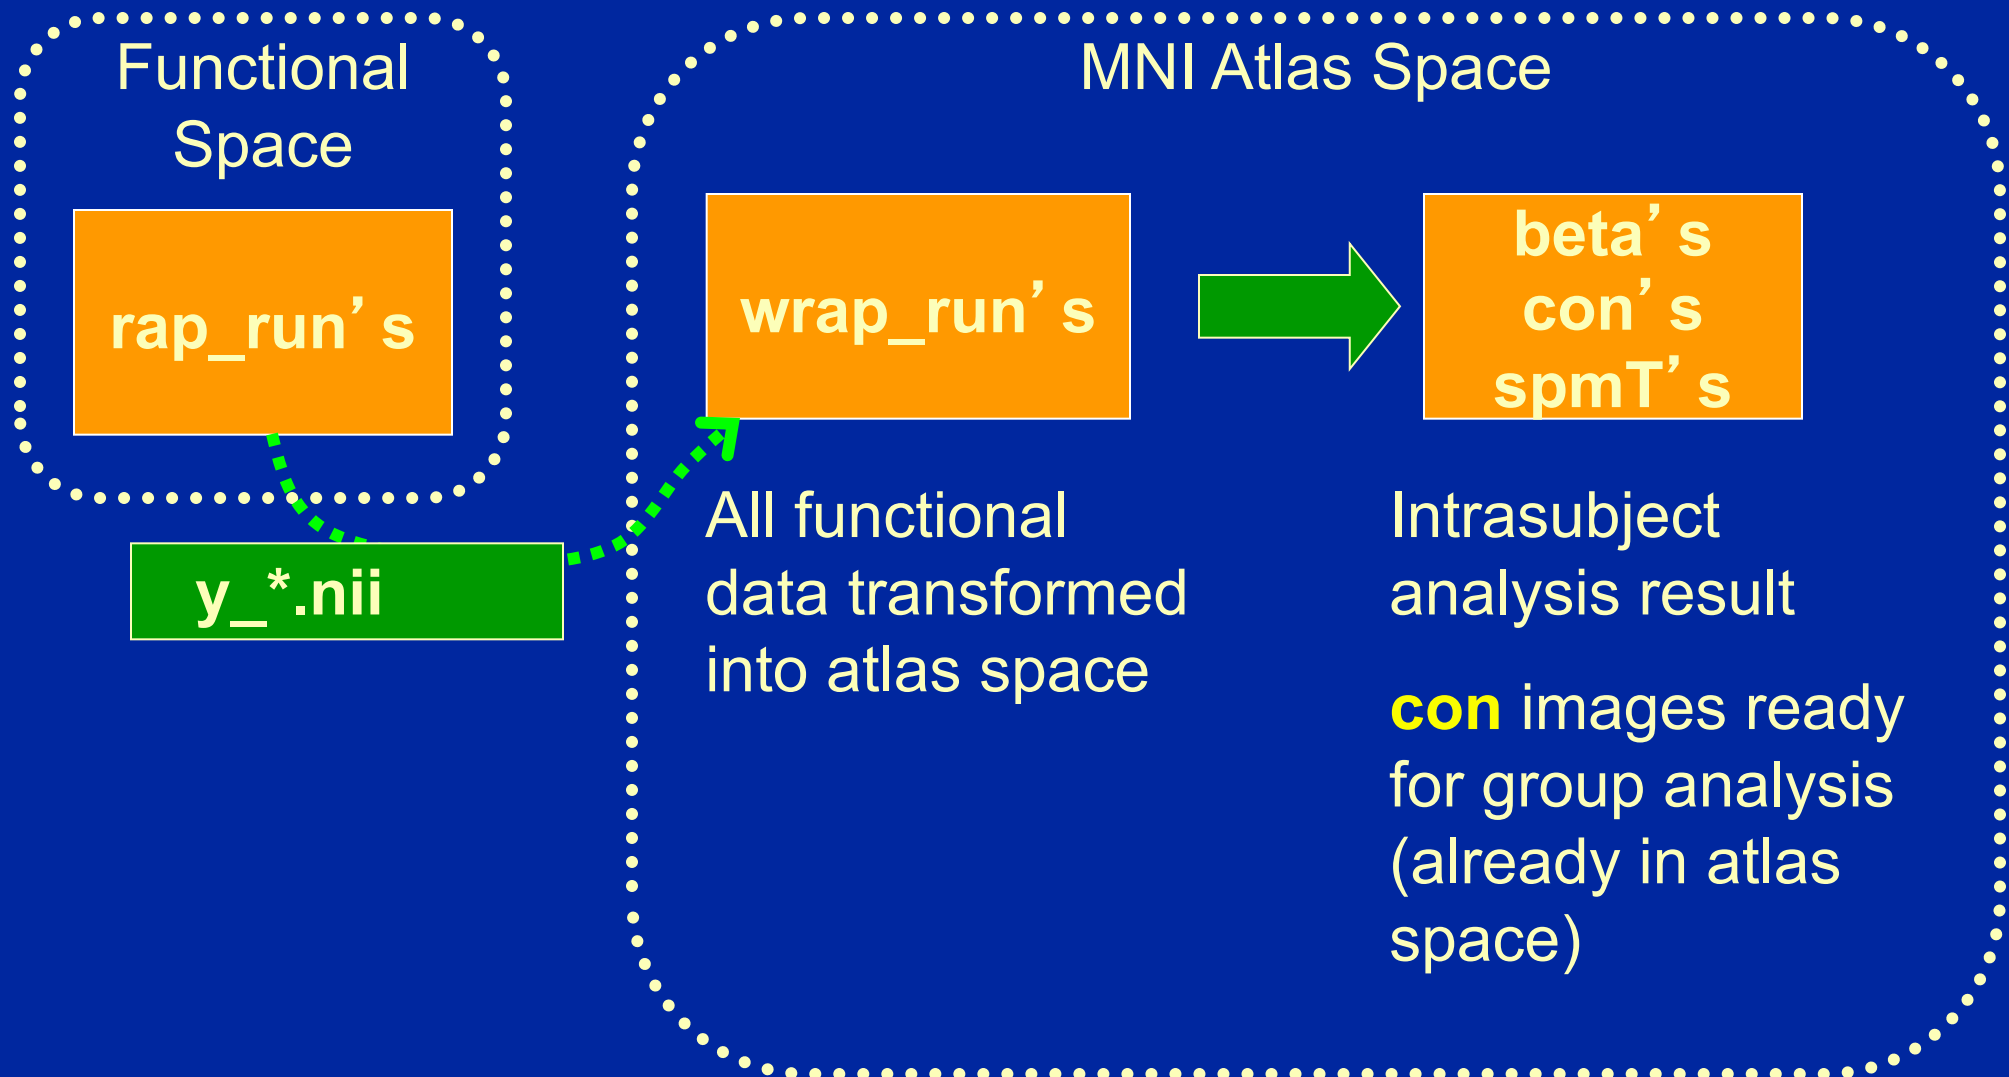 Functional
Space
rap_run’s
y_*.nii
MNI Atlas Space
wrap_run’s
All functional
data transformed
into atlas space
beta’s
con’s
spmT’s
Intrasubject
analysis result
con images ready
for group analysis
(already in atlas
space)